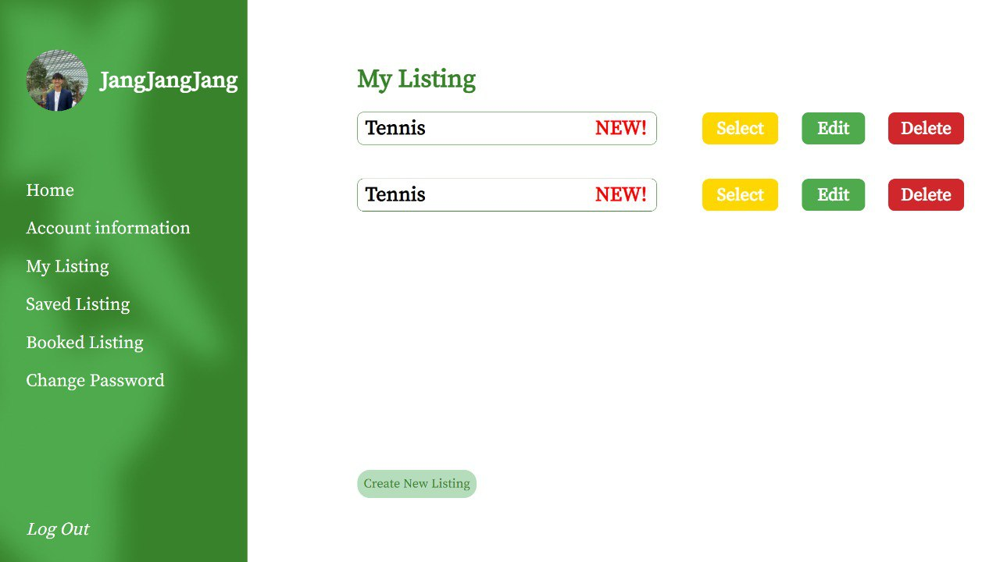 JangJangJang
Home
Account information
My Listing
Saved Listing
Booked Listing
Change Password
Log Out
My Listing
Tennis NEW! Select Edit Delete
Tennis NEW! Select Edit Delete
Create New Listing